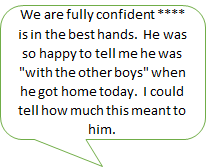 We are fully confident ****
is in the best hands.  He was
so happy to tell me he was
"with the other boys" when
he got home today.  I could
tell how much this meant to
him.